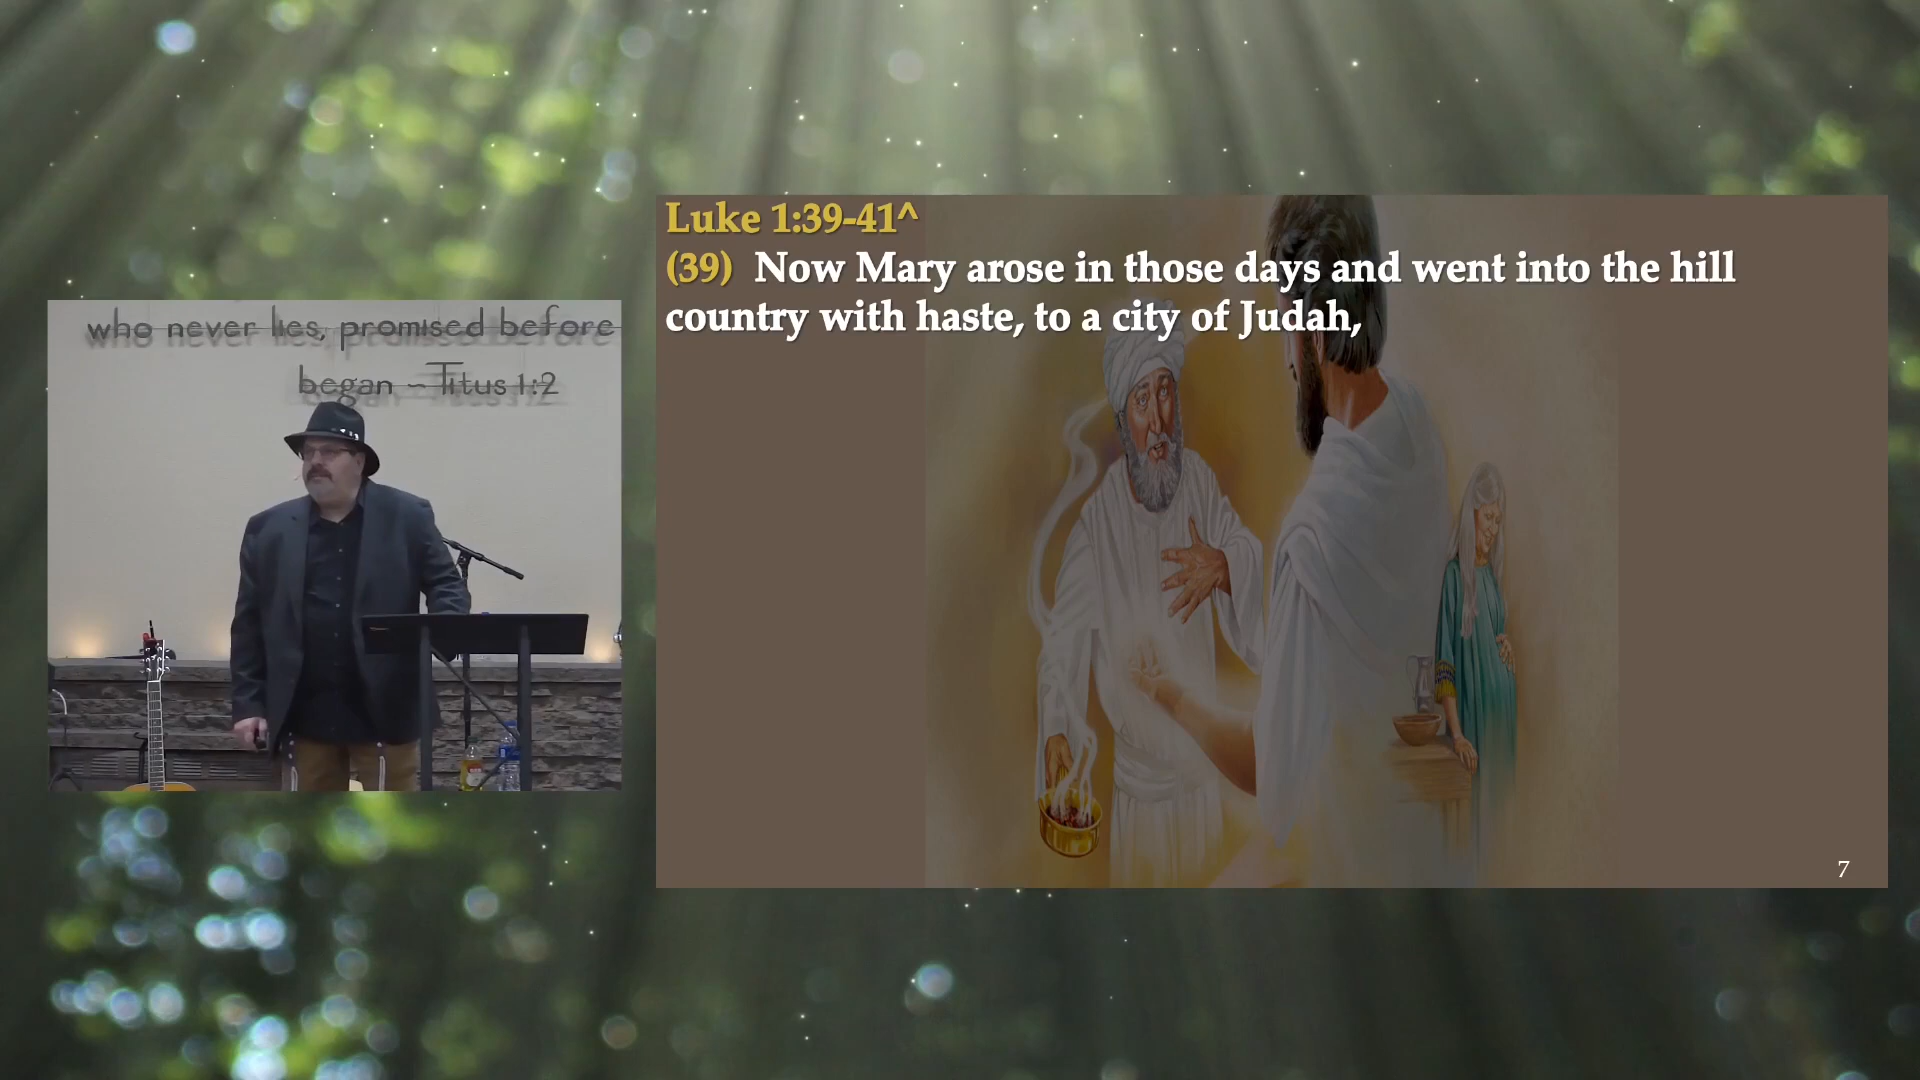 who never lies, promised before
began ~ Titus 1:2
Luke 1:39-41^
(39) Now Mary arose in those days and went into the hill
country with haste, to a city of Judah,
7